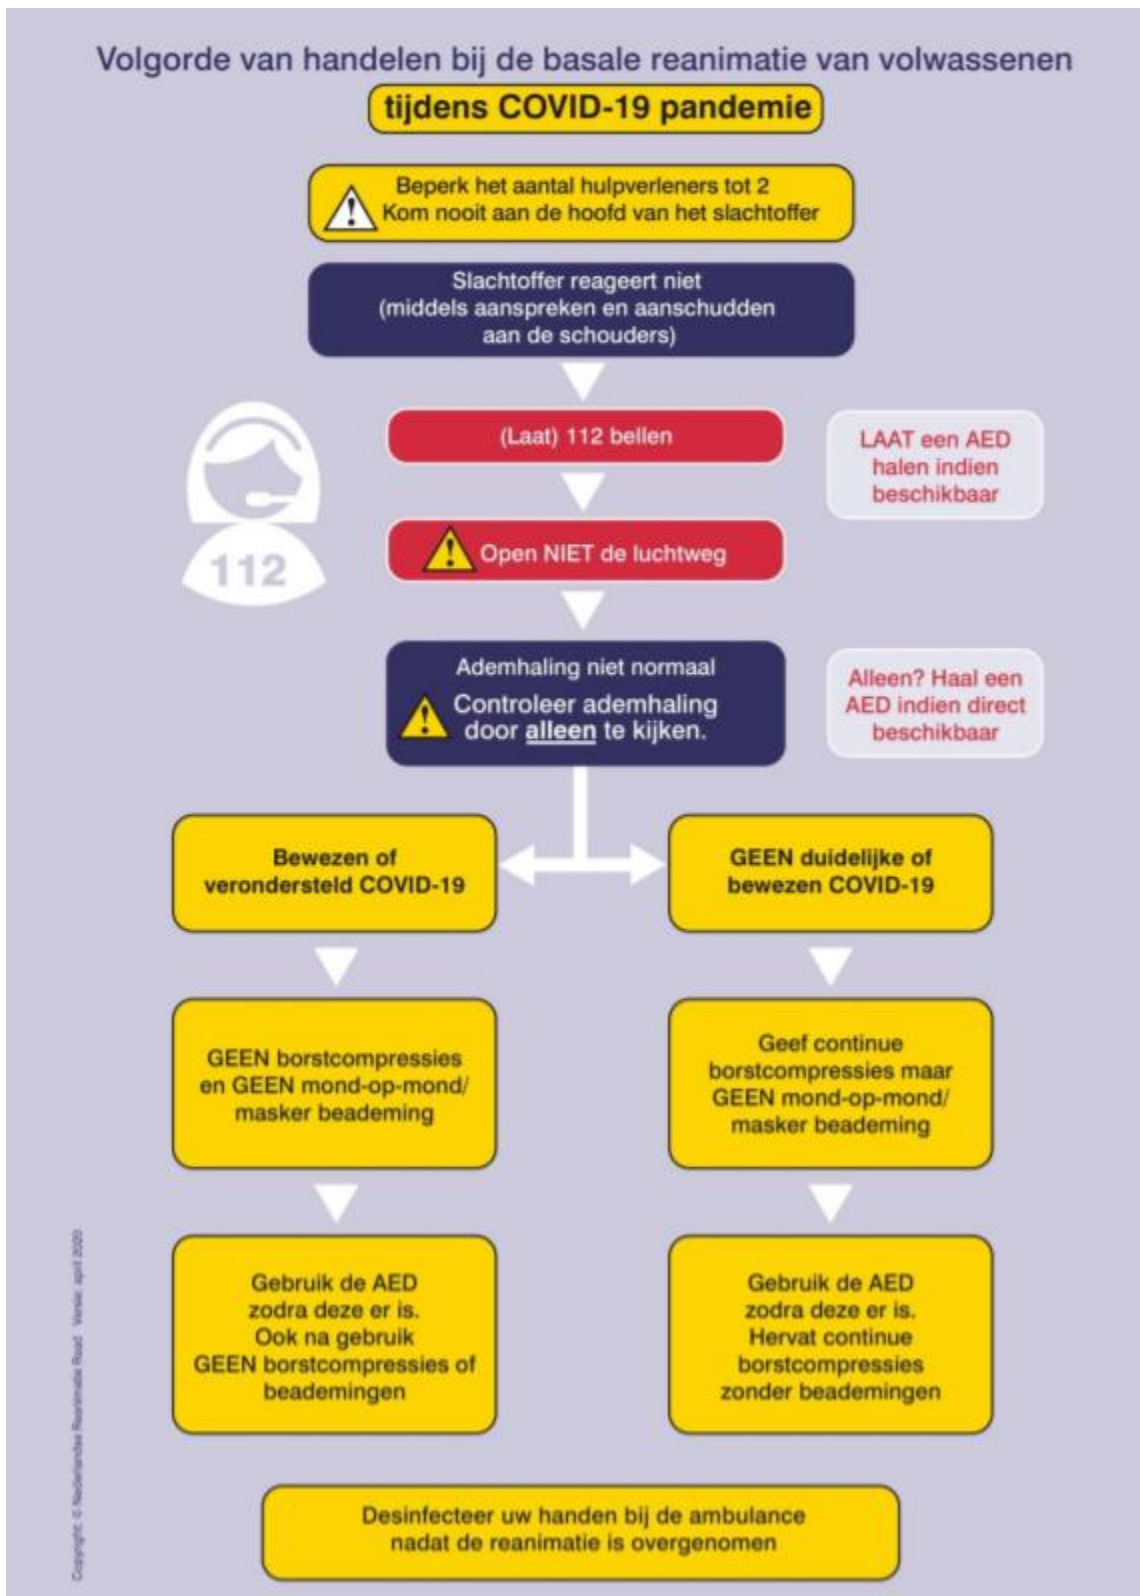 Volgorde van handelen bij de basale reanimatie van volwassenen
tijdens COVID-19 pandemie
Beperk het aantal hulpverleners tot 2
Kom nooit aan de hoofd van het slachtoffer
Slachtoffer reageert niet
(middels aanspreken en aanschudden
aan de schouders)
(Laat) 112 bellen
LAAT een AED
halen indien
beschikbaar
112
Open NIET de luchtweg
Ademhaling niet normaal
Controleer ademhaling
door alleen te kijken.
Alleen? Haal een
AED indien direct
beschikbaar
Bewezen of
verondersteld COVID-19
GEEN duidelijke of
bewezen COVID-19
GEEN borstcompressies
en GEEN mond-op-mond/
masker beademing
Geef continue
borstcompressies maar
GEEN mond-op-mond/
masker beademing
Gebruik de AED
zodra deze er is.
Ook na gebruik
GEEN borstcompressies of
beademingen
Gebruik de AED
zodra deze er is.
Hervat continue
borstcompressies
zonder beademingen
Desinfecteer uw handen bij de ambulance
nadat de reanimatie is overgenomen
Copyright: © Nederlandse Reanimatie Raad Versie: april 2020